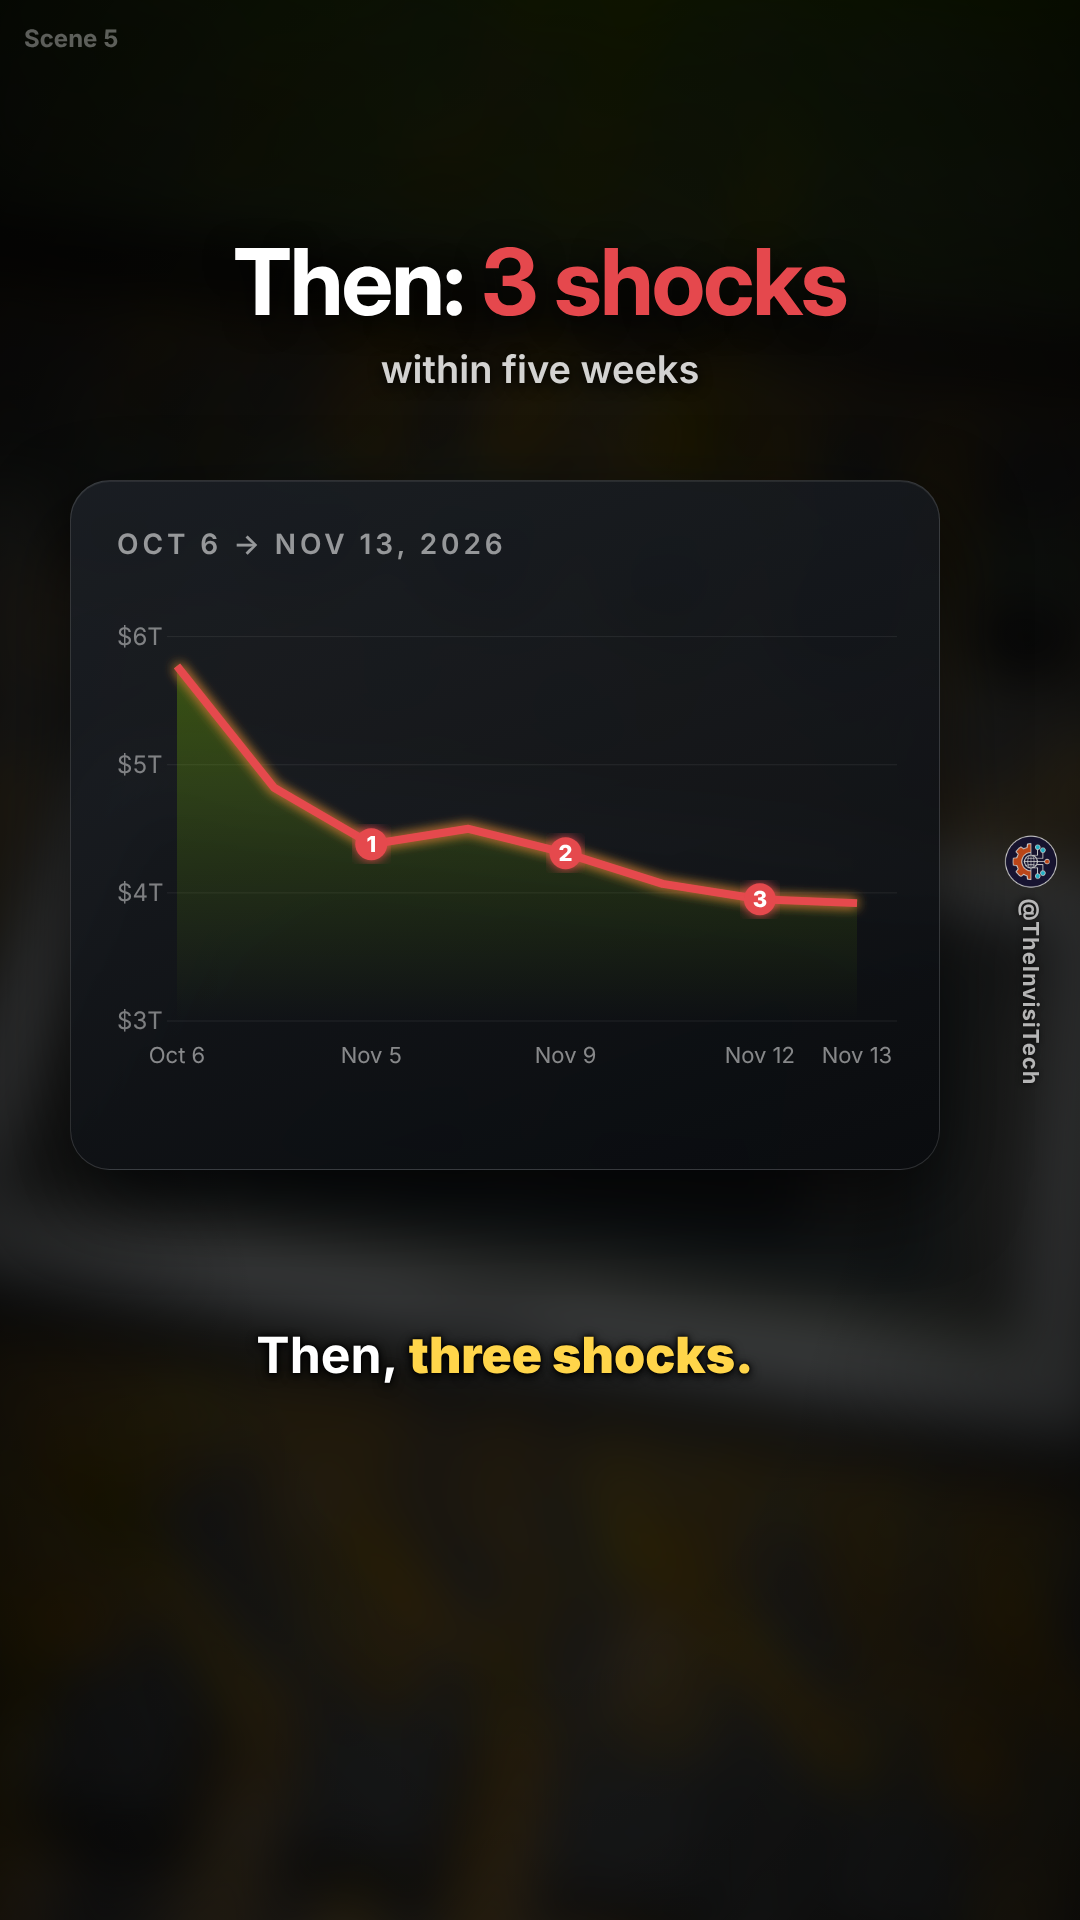 Scene 5
Then: 3 shocks
within five weeks
OCT 6 → NOV 13, 2026
$6T
$5T
$4T
$3T
1
2
3
Oct 6
Nov 5
Nov 9
Nov 12
Nov 13
@TheInvisiTech
Then, three shocks.